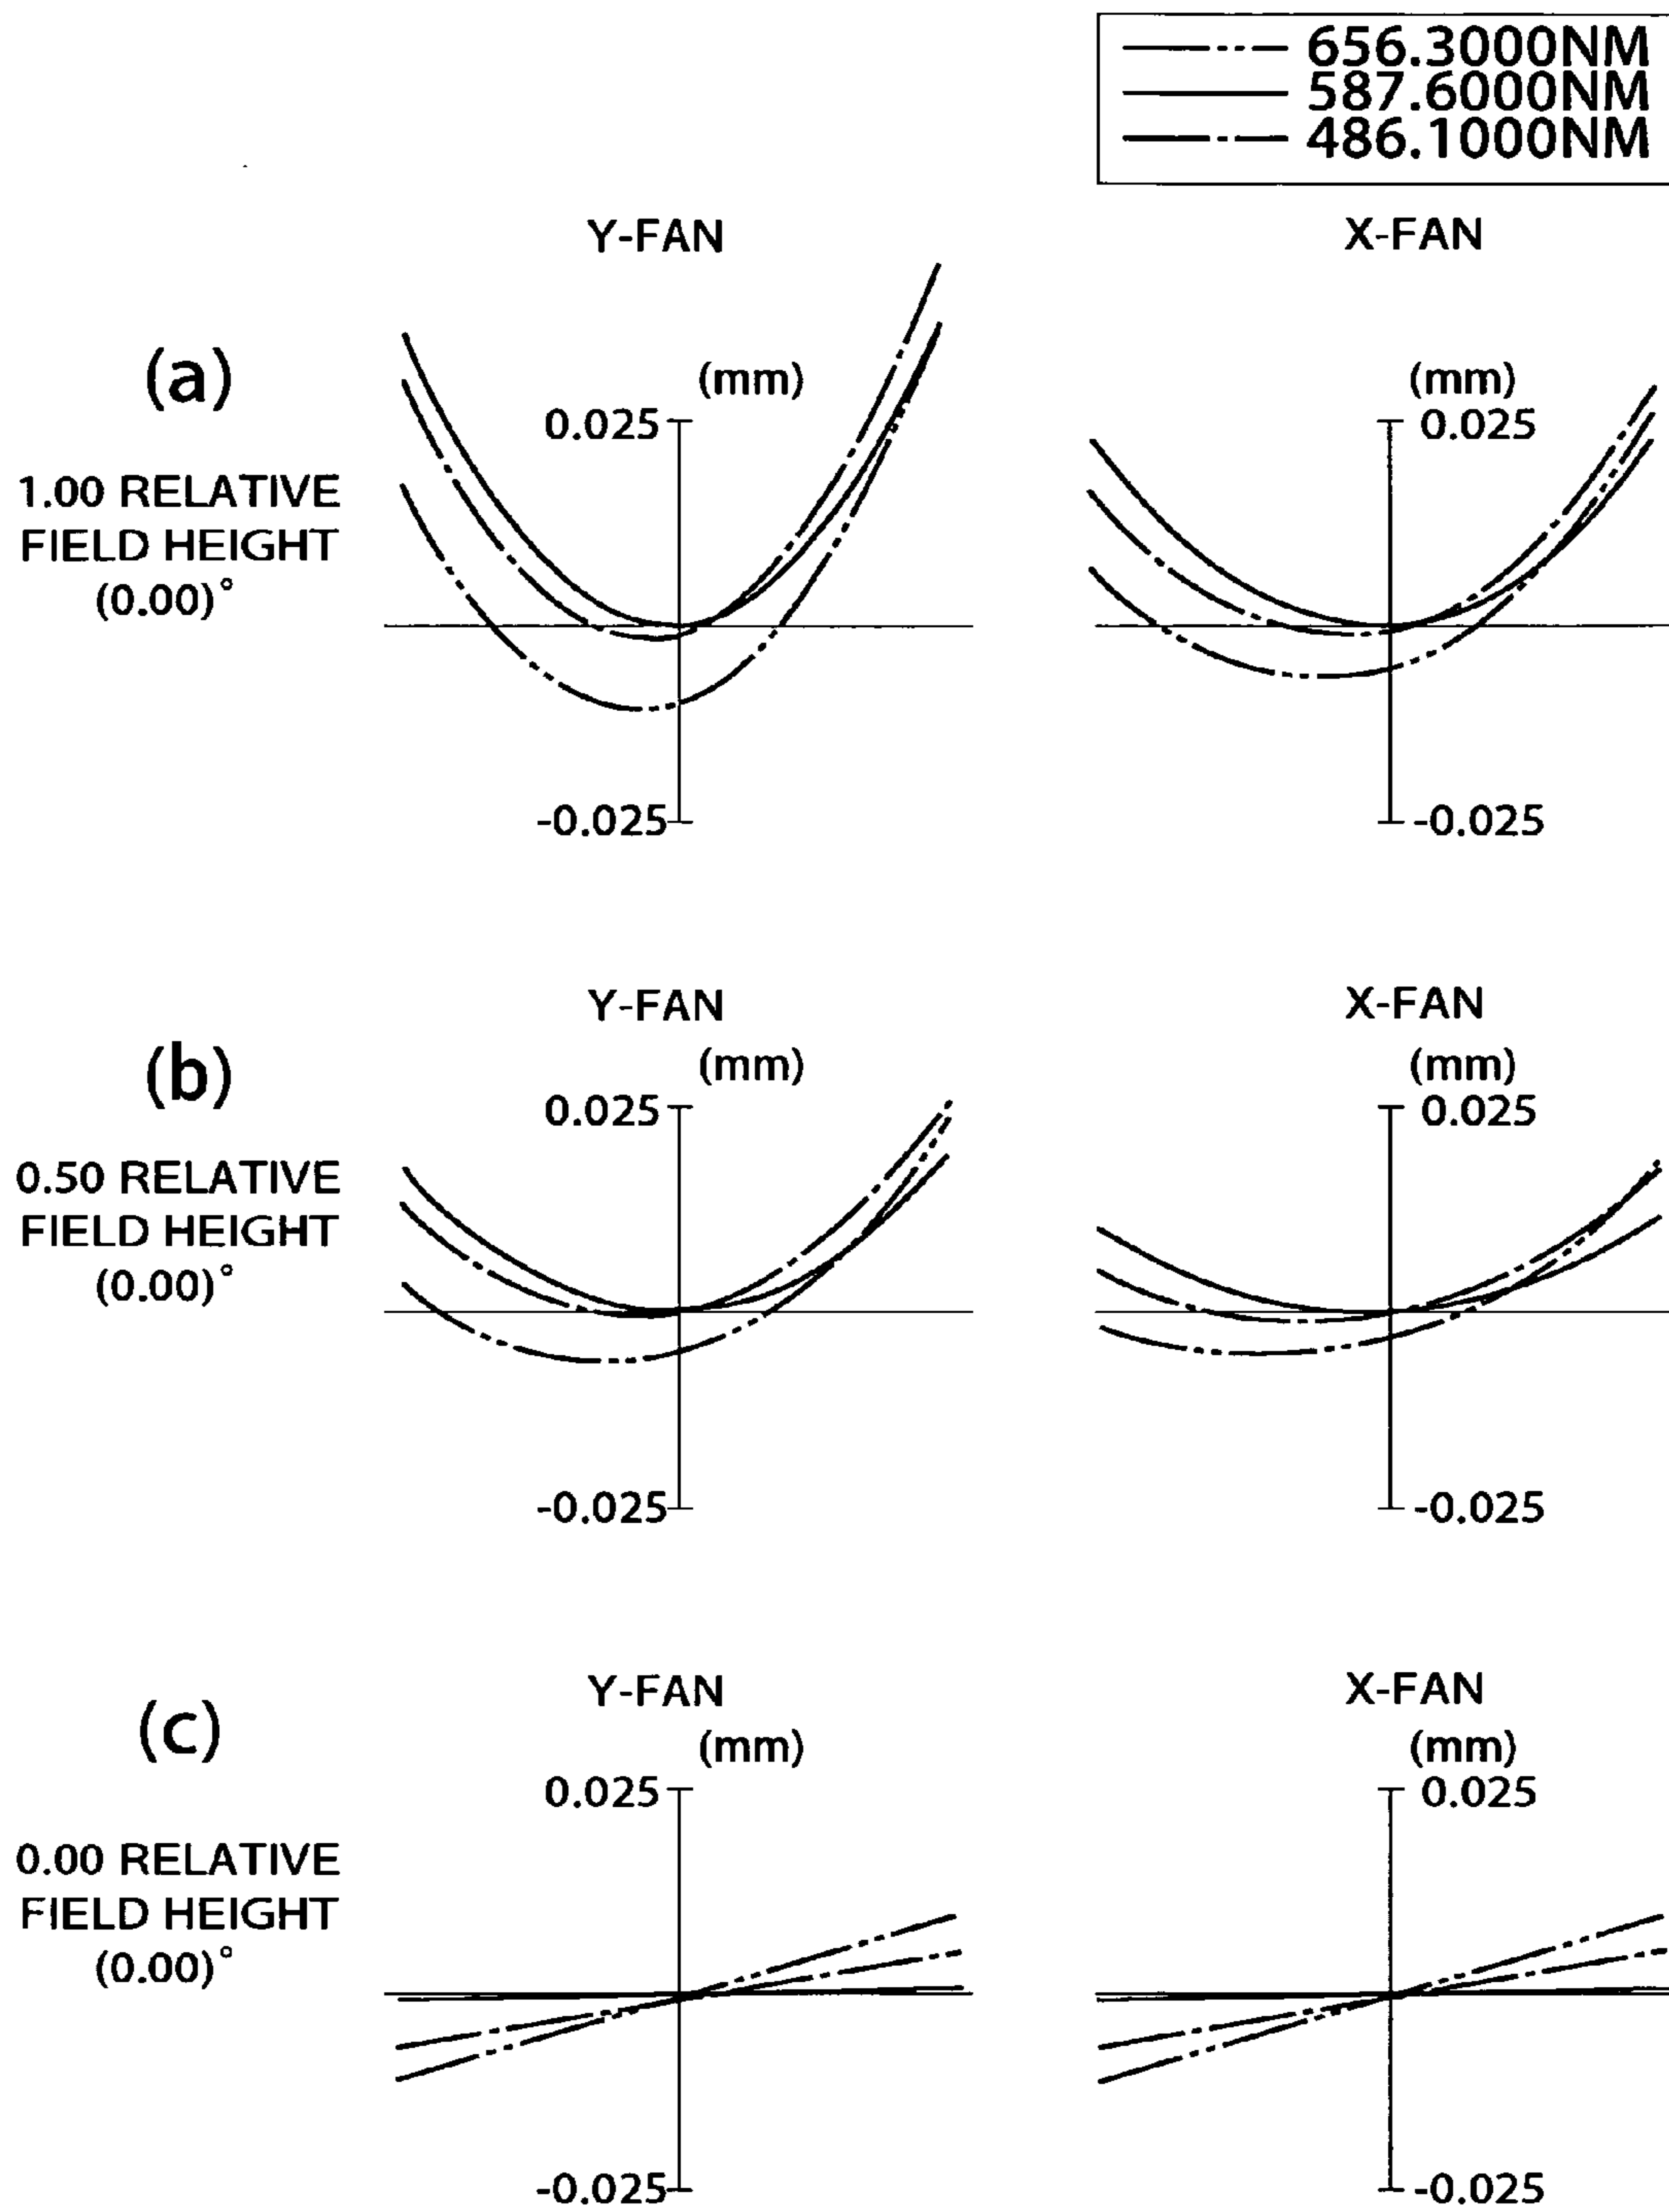 656.3000NM
587.6000NM
486.1000NM
Y-FAN
X-FAN
(a)
(mm)
(mm)
0.025
0.025
1.00 RELATIVE
FIELD HEIGHT
(0.00)°
-0.025
-0.025
Y-FAN
X-FAN
(b)
(mm)
(mm)
0.025
0.025
0.50 RELATIVE
FIELD HEIGHT
(0.00)°
-0.025
-0.025
Y-FAN
X-FAN
(c)
(mm)
(mm)
0.025
0.025
0.00 RELATIVE
FIELD HEIGHT
(0.00)°
-0.025
-0.025